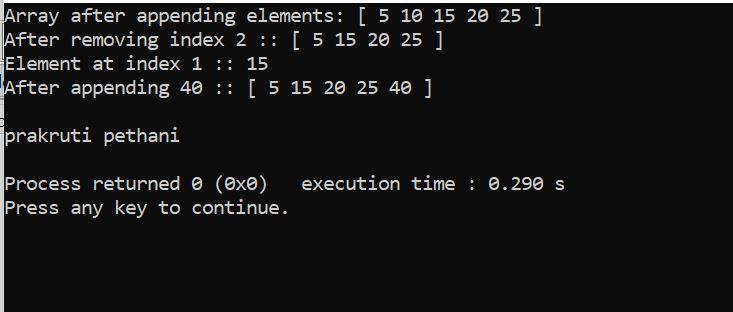 Array after appending elements: [ 5 10 15 20 25 ]
After removing index 2 :: [ 5 15 20 25 ]
Element at index 1 :: 15
After appending 40 :: [ 5 15 20 25 40 ]
prakruti pethani
Process returned 0 (0x0)   execution time : 0.290 s
Press any key to continue.